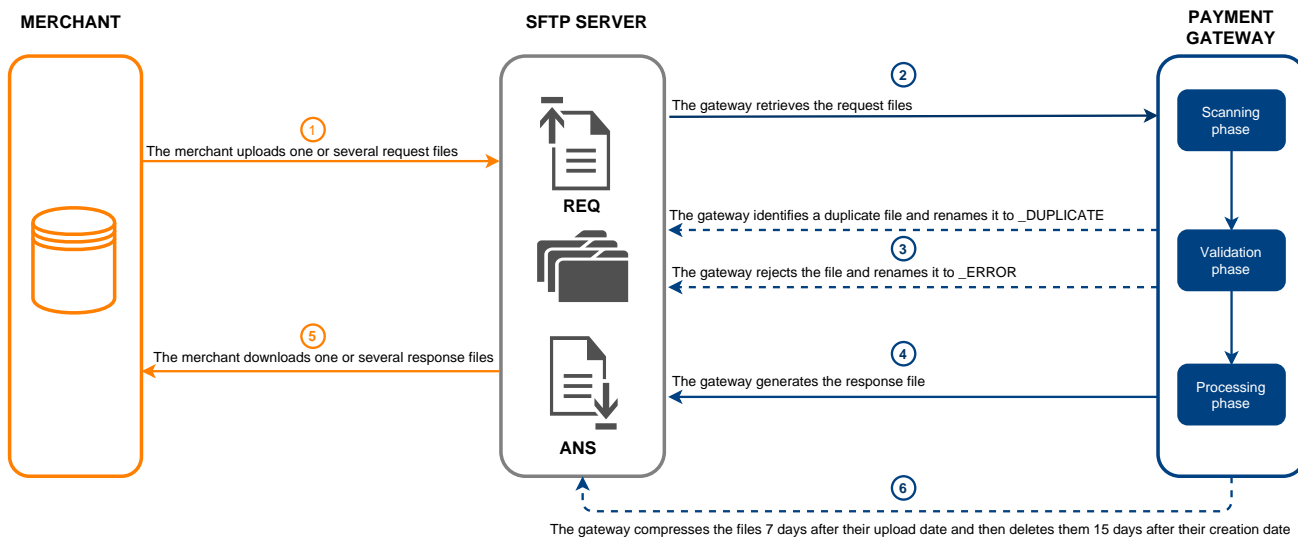 MERCHANT
SFTP SERVER
PAYMENT
GATEWAY
2
The gateway retrieves the request files
Scanning
phase
1
The merchant uploads one or several request files
REQ
The gateway identifies a duplicate file and renames it to _DUPLICATE
3
The gateway rejects the file and renames it to _ERROR
Validation
phase
5
The merchant downloads one or several response files
4
The gateway generates the response file
Processing
phase
ANS
6
The gateway compresses the files 7 days after their upload date and then deletes them 15 days after their creation date